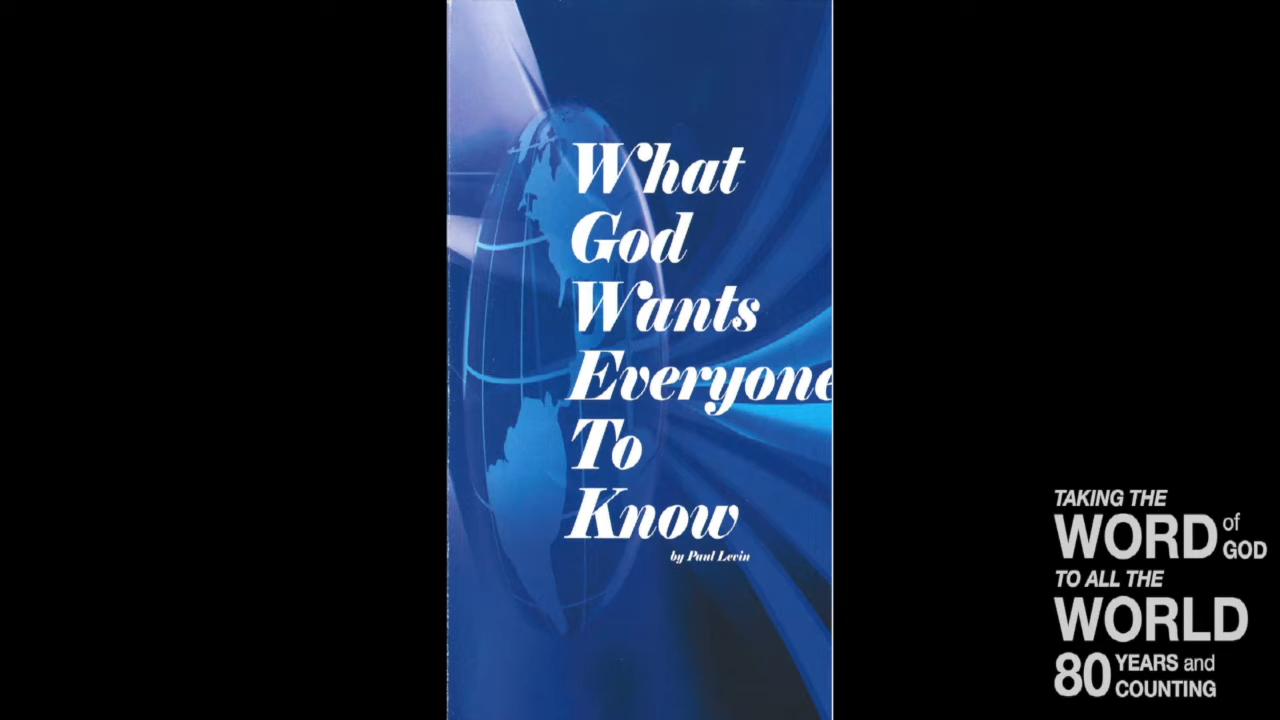 What
God
Wants
Everyone
To
Know
by Paul Levin
TAKING THE
WORD of
GOD
TO ALL THE
WORLD
80 YEARS and
COUNTING